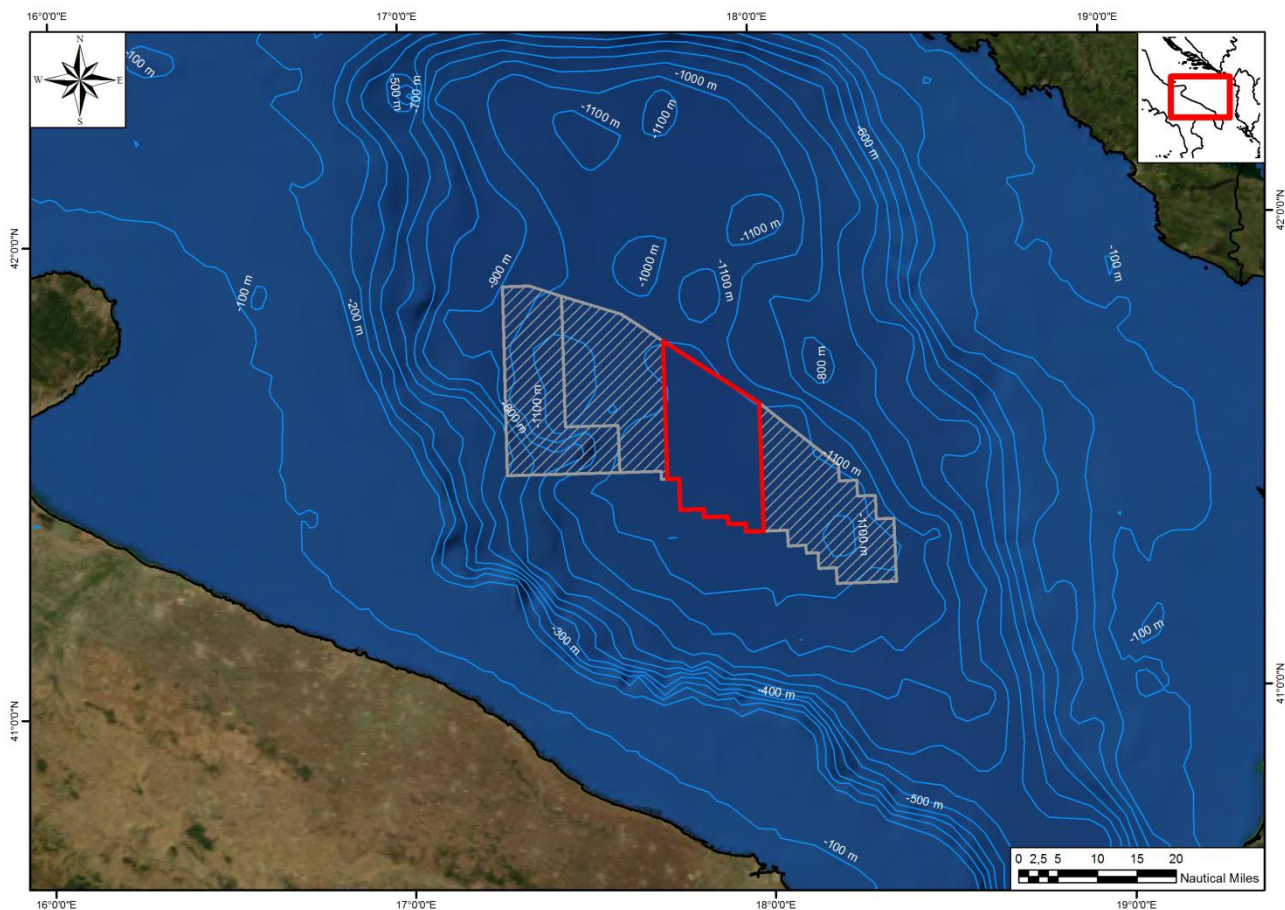 16°0'0"E
17°0'0"E
18°0'0"E
19°0'0"E
N
W
E
S
-100 m
-500 m
-700 m
-1000 m
-1100 m
-1100 m
-600 m
42°0'0"N
42°0'0"N
-1100 m
-100 m
-900 m
-1000 m
-1100 m
-100 m
-200 m
-800 m
-1100 m
-800 m
-1100 m
-1100 m
-300 m
-100 m
41°0'0"N
41°0'0"N
-400 m
-500 m
-100 m
0 2,5 5 10 15 20
Nautical Miles
16°0'0"E
17°0'0"E
18°0'0"E
19°0'0"E